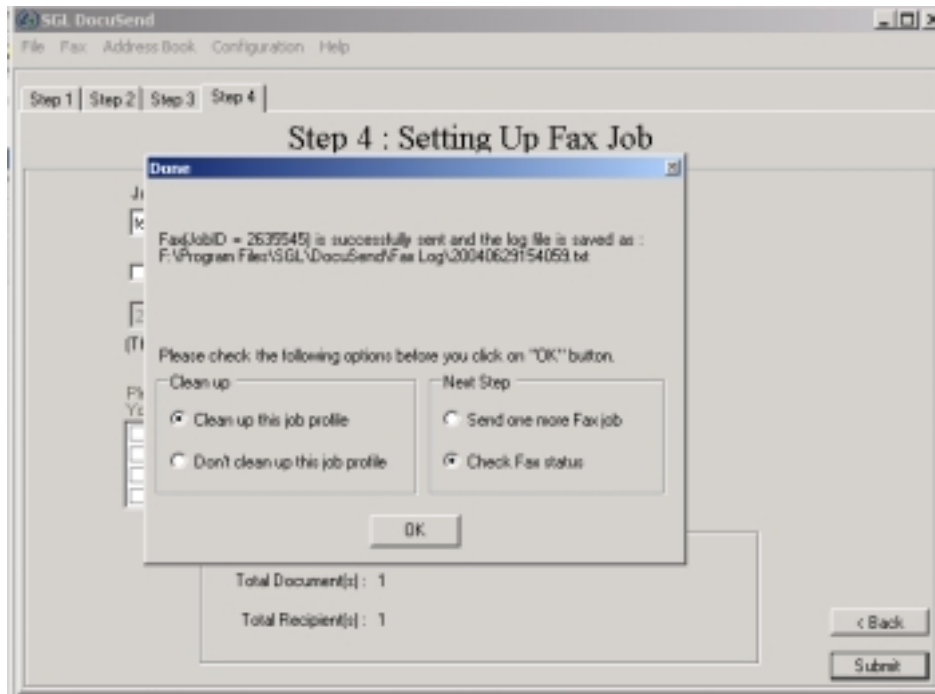 SGL DocuSend
File Fax Address Book Configuration Help
Step 1 Step 2 Step 3 Step 4
Step 4 : Setting Up Fax Job
Done
Fax(JobID = 2635545) is successfully sent and the log file is saved as :
F:\Program Files\SGL\DocuSend\Fax Log\20040629154059.txt
Please check the following options before you click on "OK" button.
Clean up
Clean up this job profile
Don't clean up this job profile
Next Step
Send one more Fax job
Check Fax status
OK
Total Document(s) : 1
Total Recipient(s) : 1
< Back
Submit